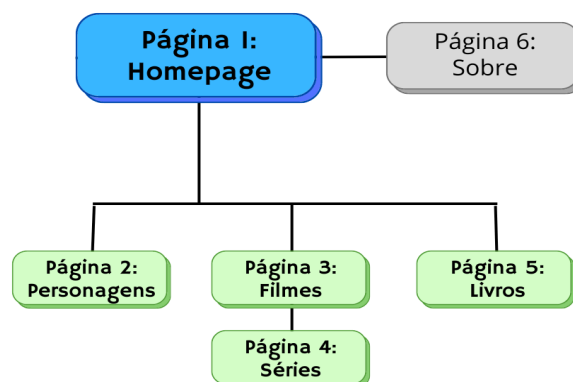 Página 1:
Homepage
Página 6:
Sobre
Página 2:
Personagens
Página 3:
Filmes
Página 5:
Livros
Página 4:
Séries